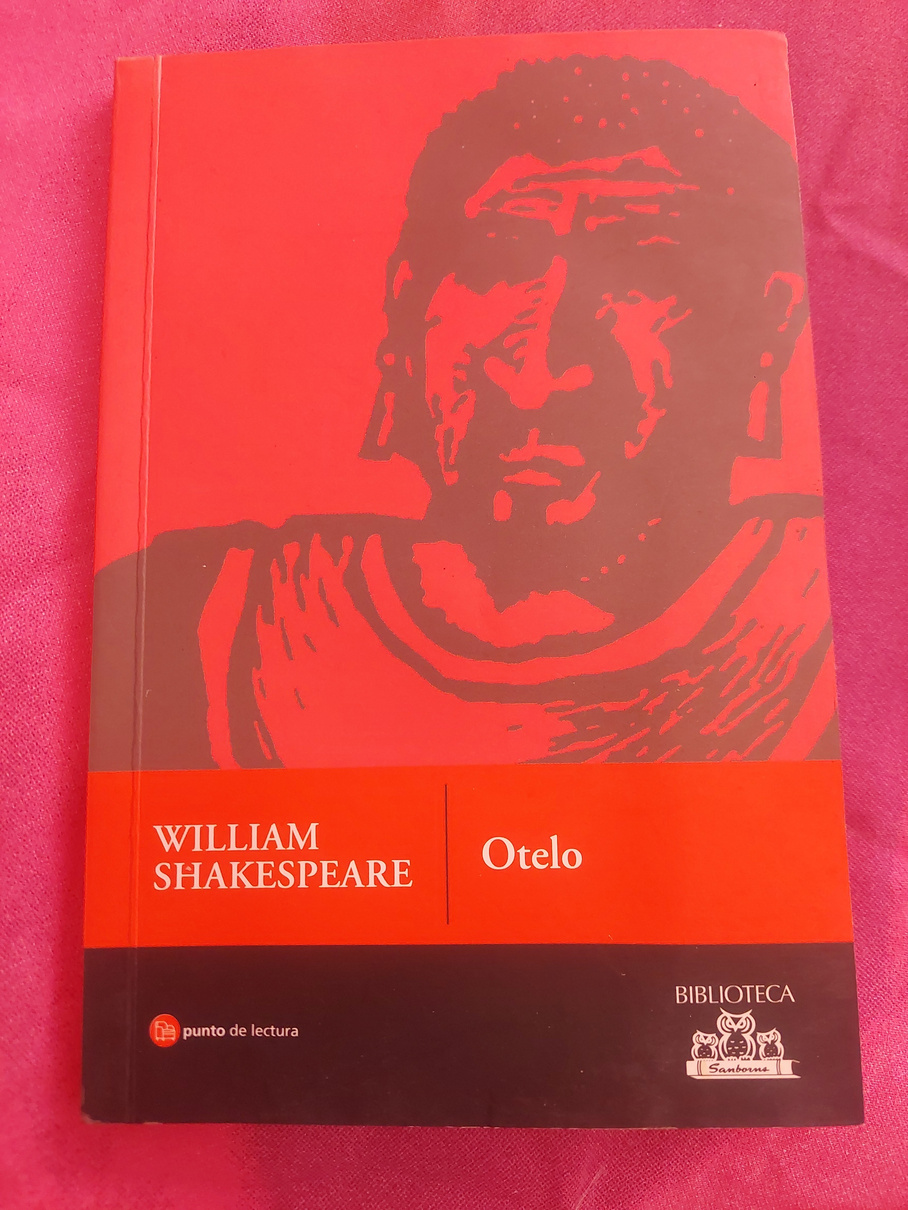 WILLIAM
SHAKESPEARE
Otelo
punto de lectura
BIBLIOTECA
Sanborns